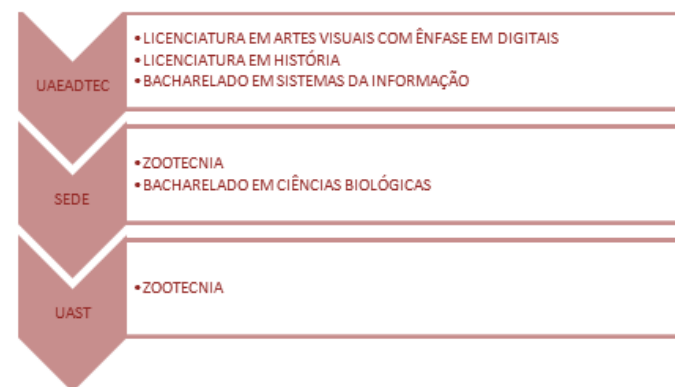 UAEADTEC
•LICENCIATURA EM ARTES VISUAIS COM ÊNFASE EM DIGITAIS
•LICENCIATURA EM HISTÓRIA
•BACHARELADO EM SISTEMAS DA INFORMAÇÃO
SEDE
•ZOOTECNIA
•BACHARELADO EM CIÊNCIAS BIOLÓGICAS
UAST
•ZOOTECNIA